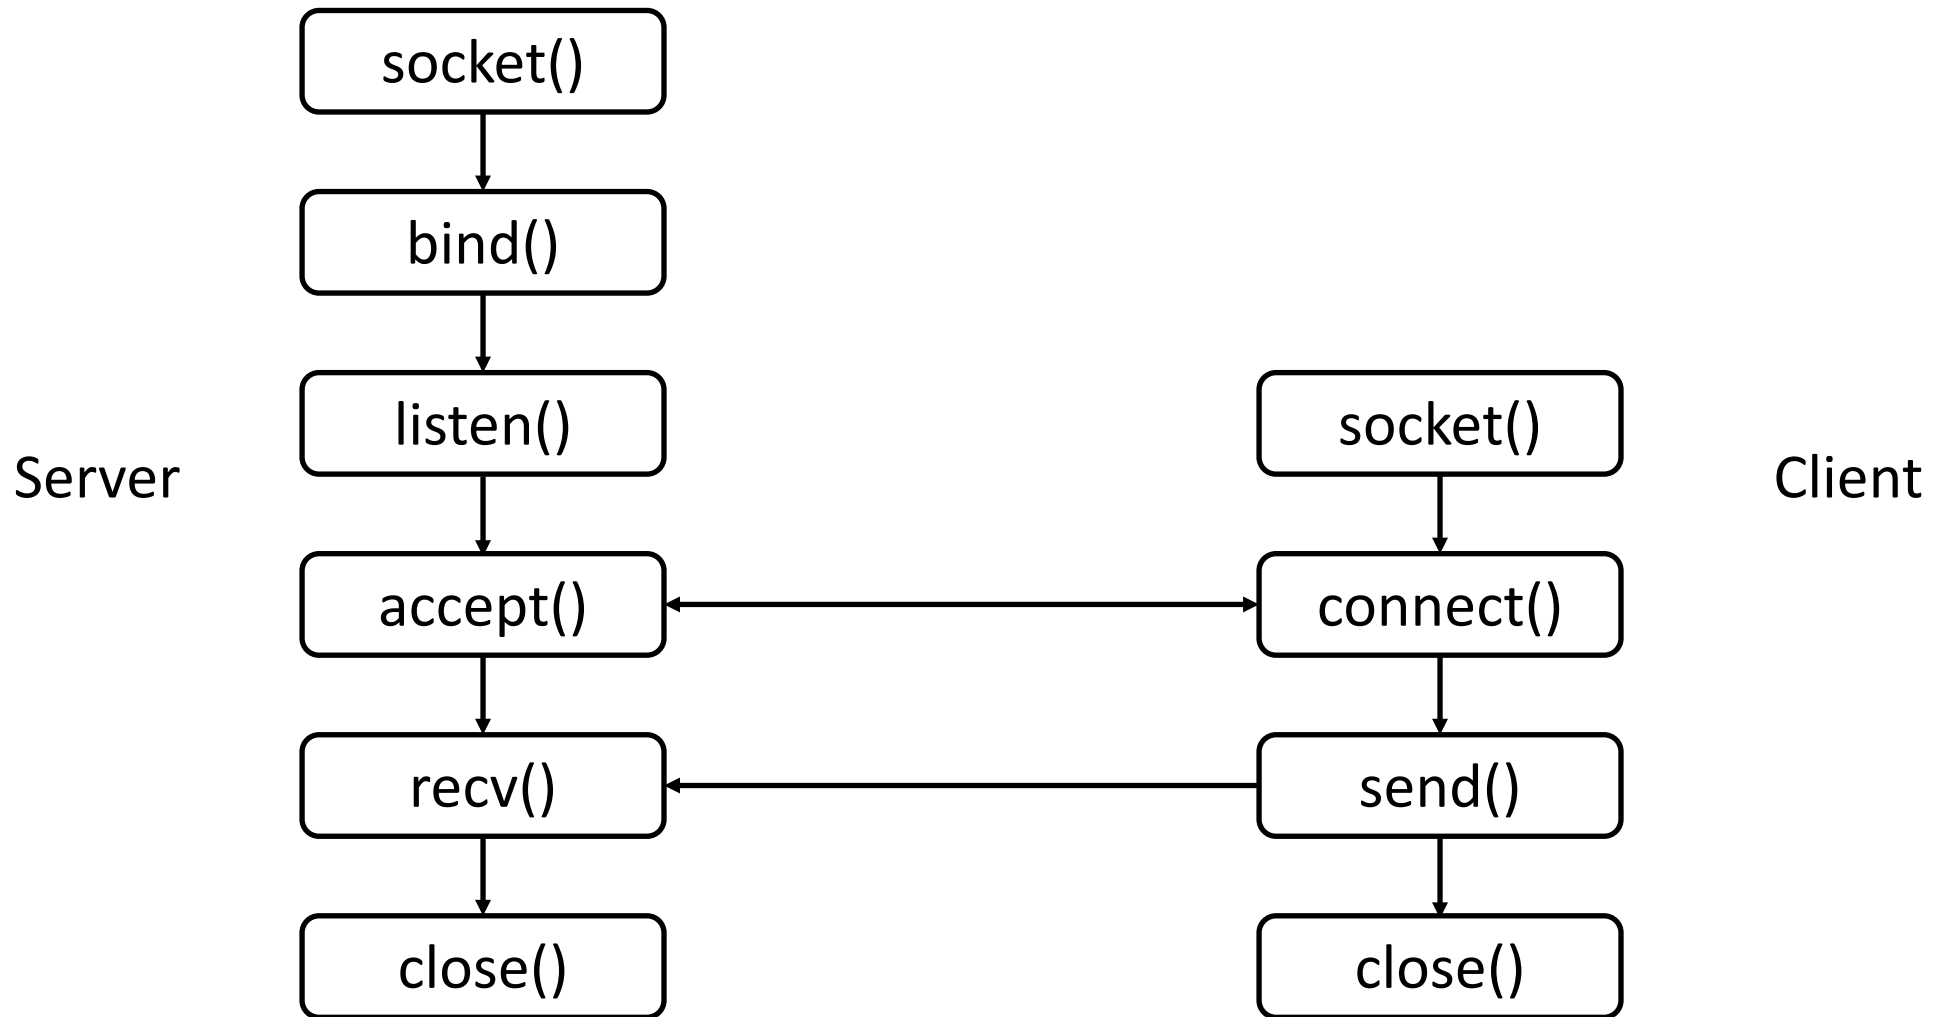 socket()
bind()
listen()
socket()
Server
Client
accept()
connect()
recv()
send()
close()
close()